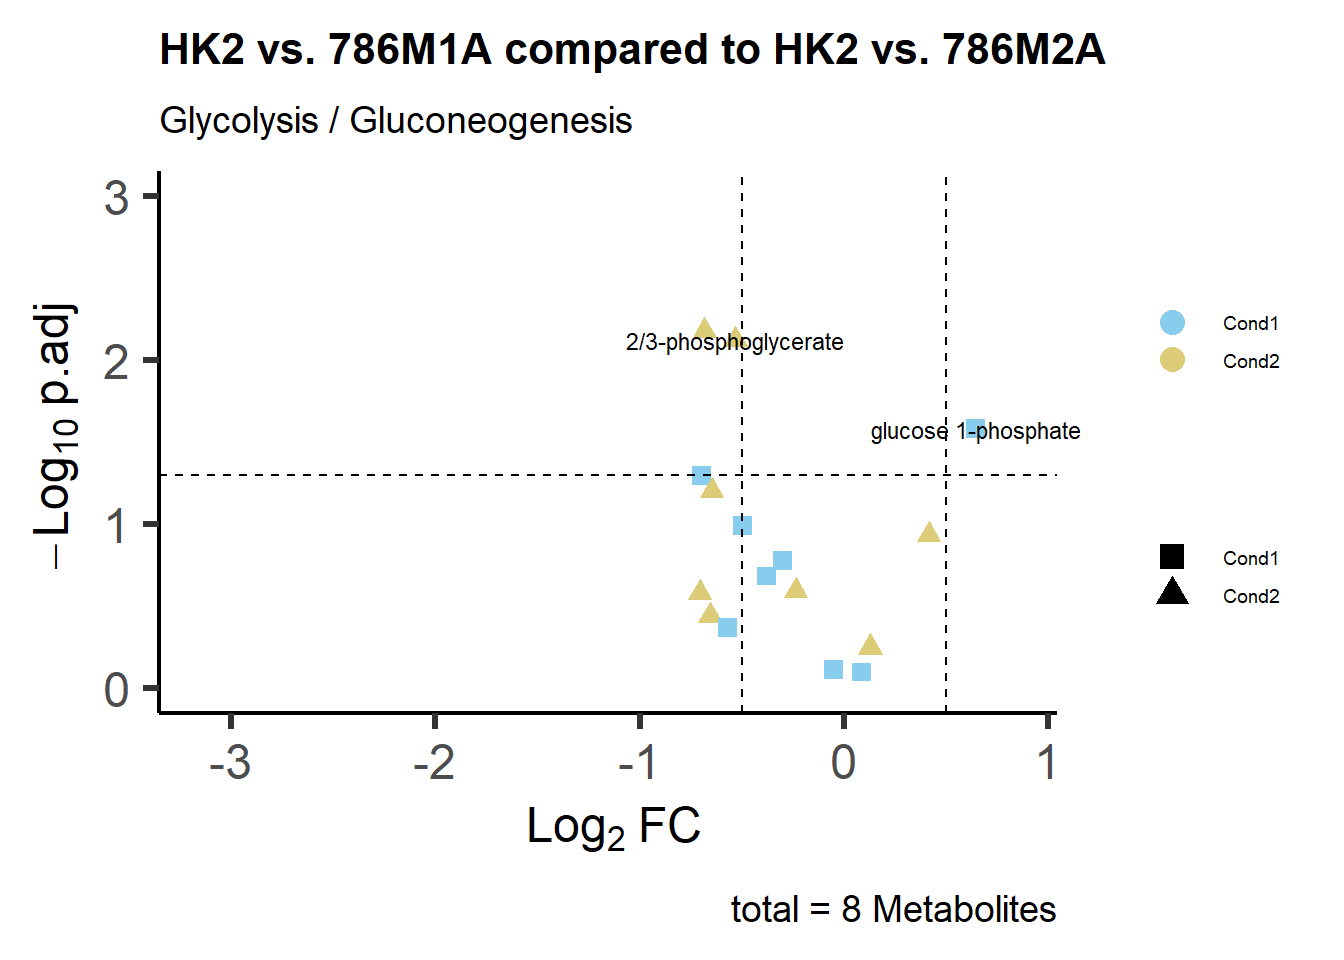 HK2 vs. 786M1A compared to HK2 vs. 786M2A
Glycolysis / Gluconeogenesis
−Log10 p.adj
3
2
1
0
2/3-phosphoglycerate
glucose 1-phosphate
Cond1
Cond2
Cond1
Cond2
-3 -2 -1 0 1
Log2 FC
total = 8 Metabolites